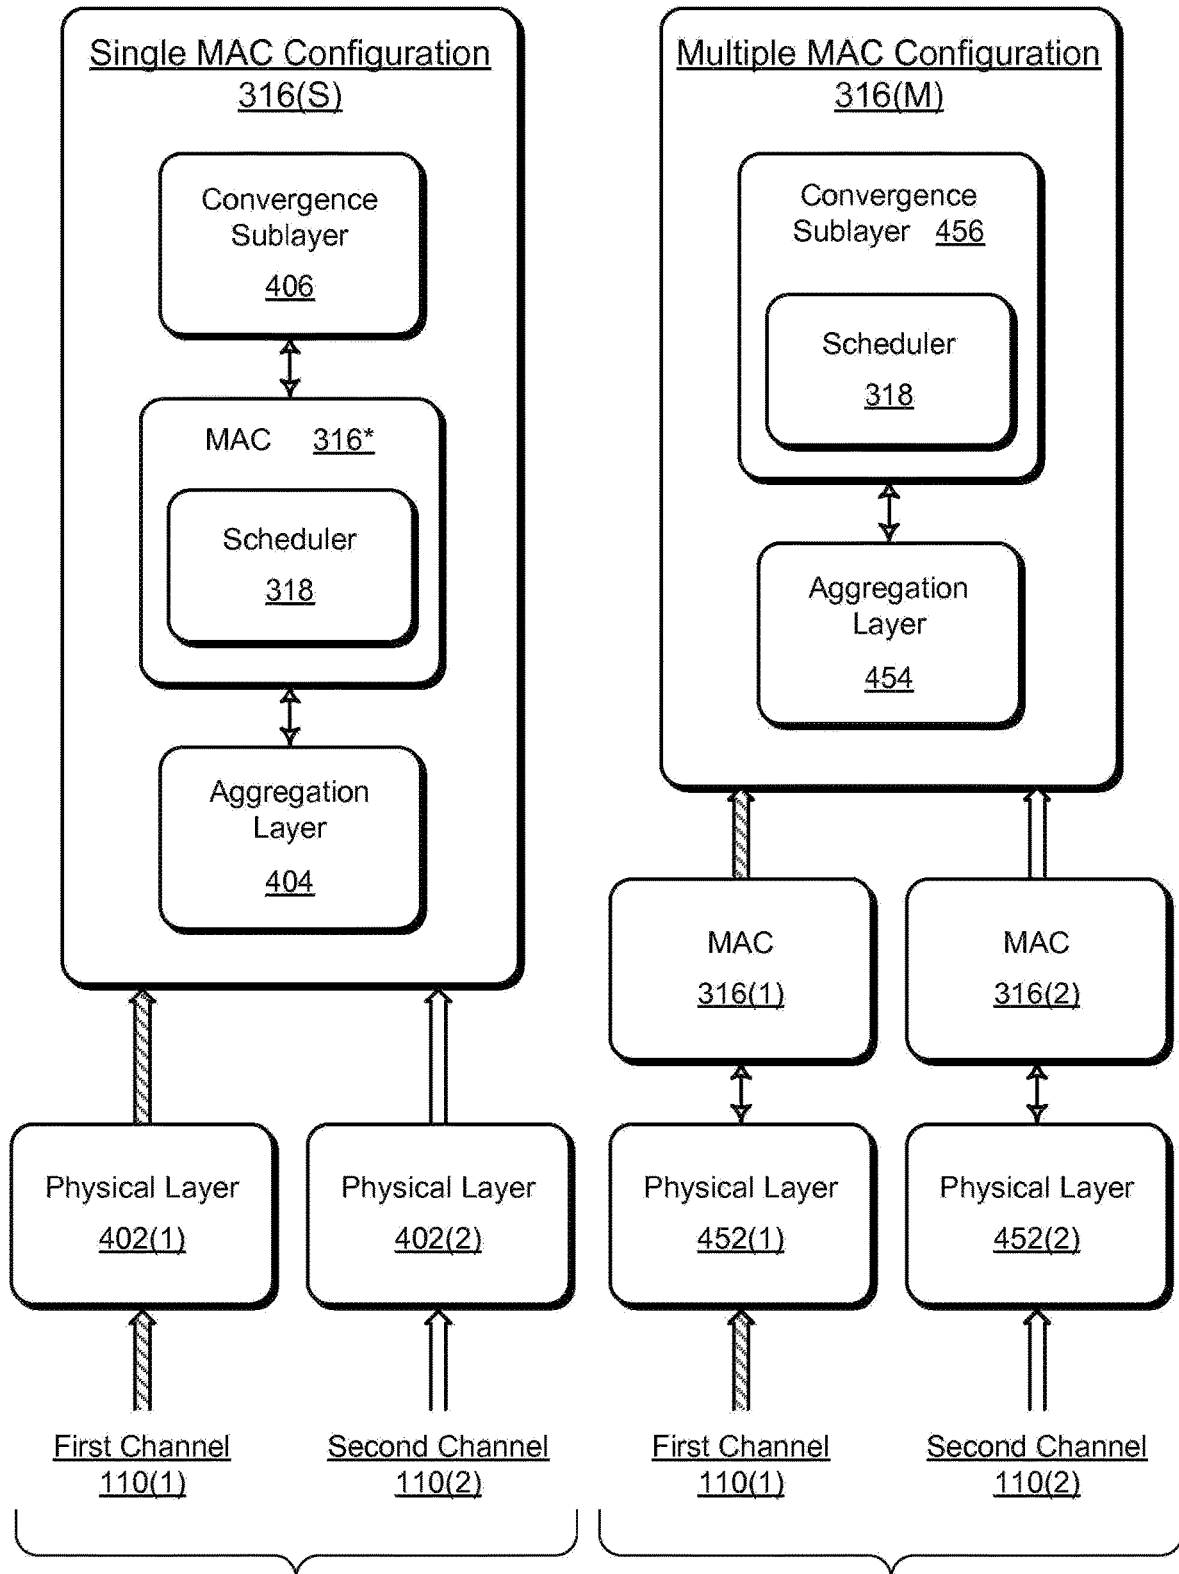 Single MAC Configuration
316(S)
Convergence
Sublayer
406
MAC 316*
Scheduler
318
Aggregation
Layer
404
Physical Layer
402(1)
Physical Layer
402(2)
First Channel
110(1)
Second Channel
110(2)
Multiple MAC Configuration
316(M)
Convergence
Sublayer 456
Scheduler
318
Aggregation
Layer
454
MAC
316(1)
MAC
316(2)
Physical Layer
452(1)
Physical Layer
452(2)
First Channel
110(1)
Second Channel
110(2)